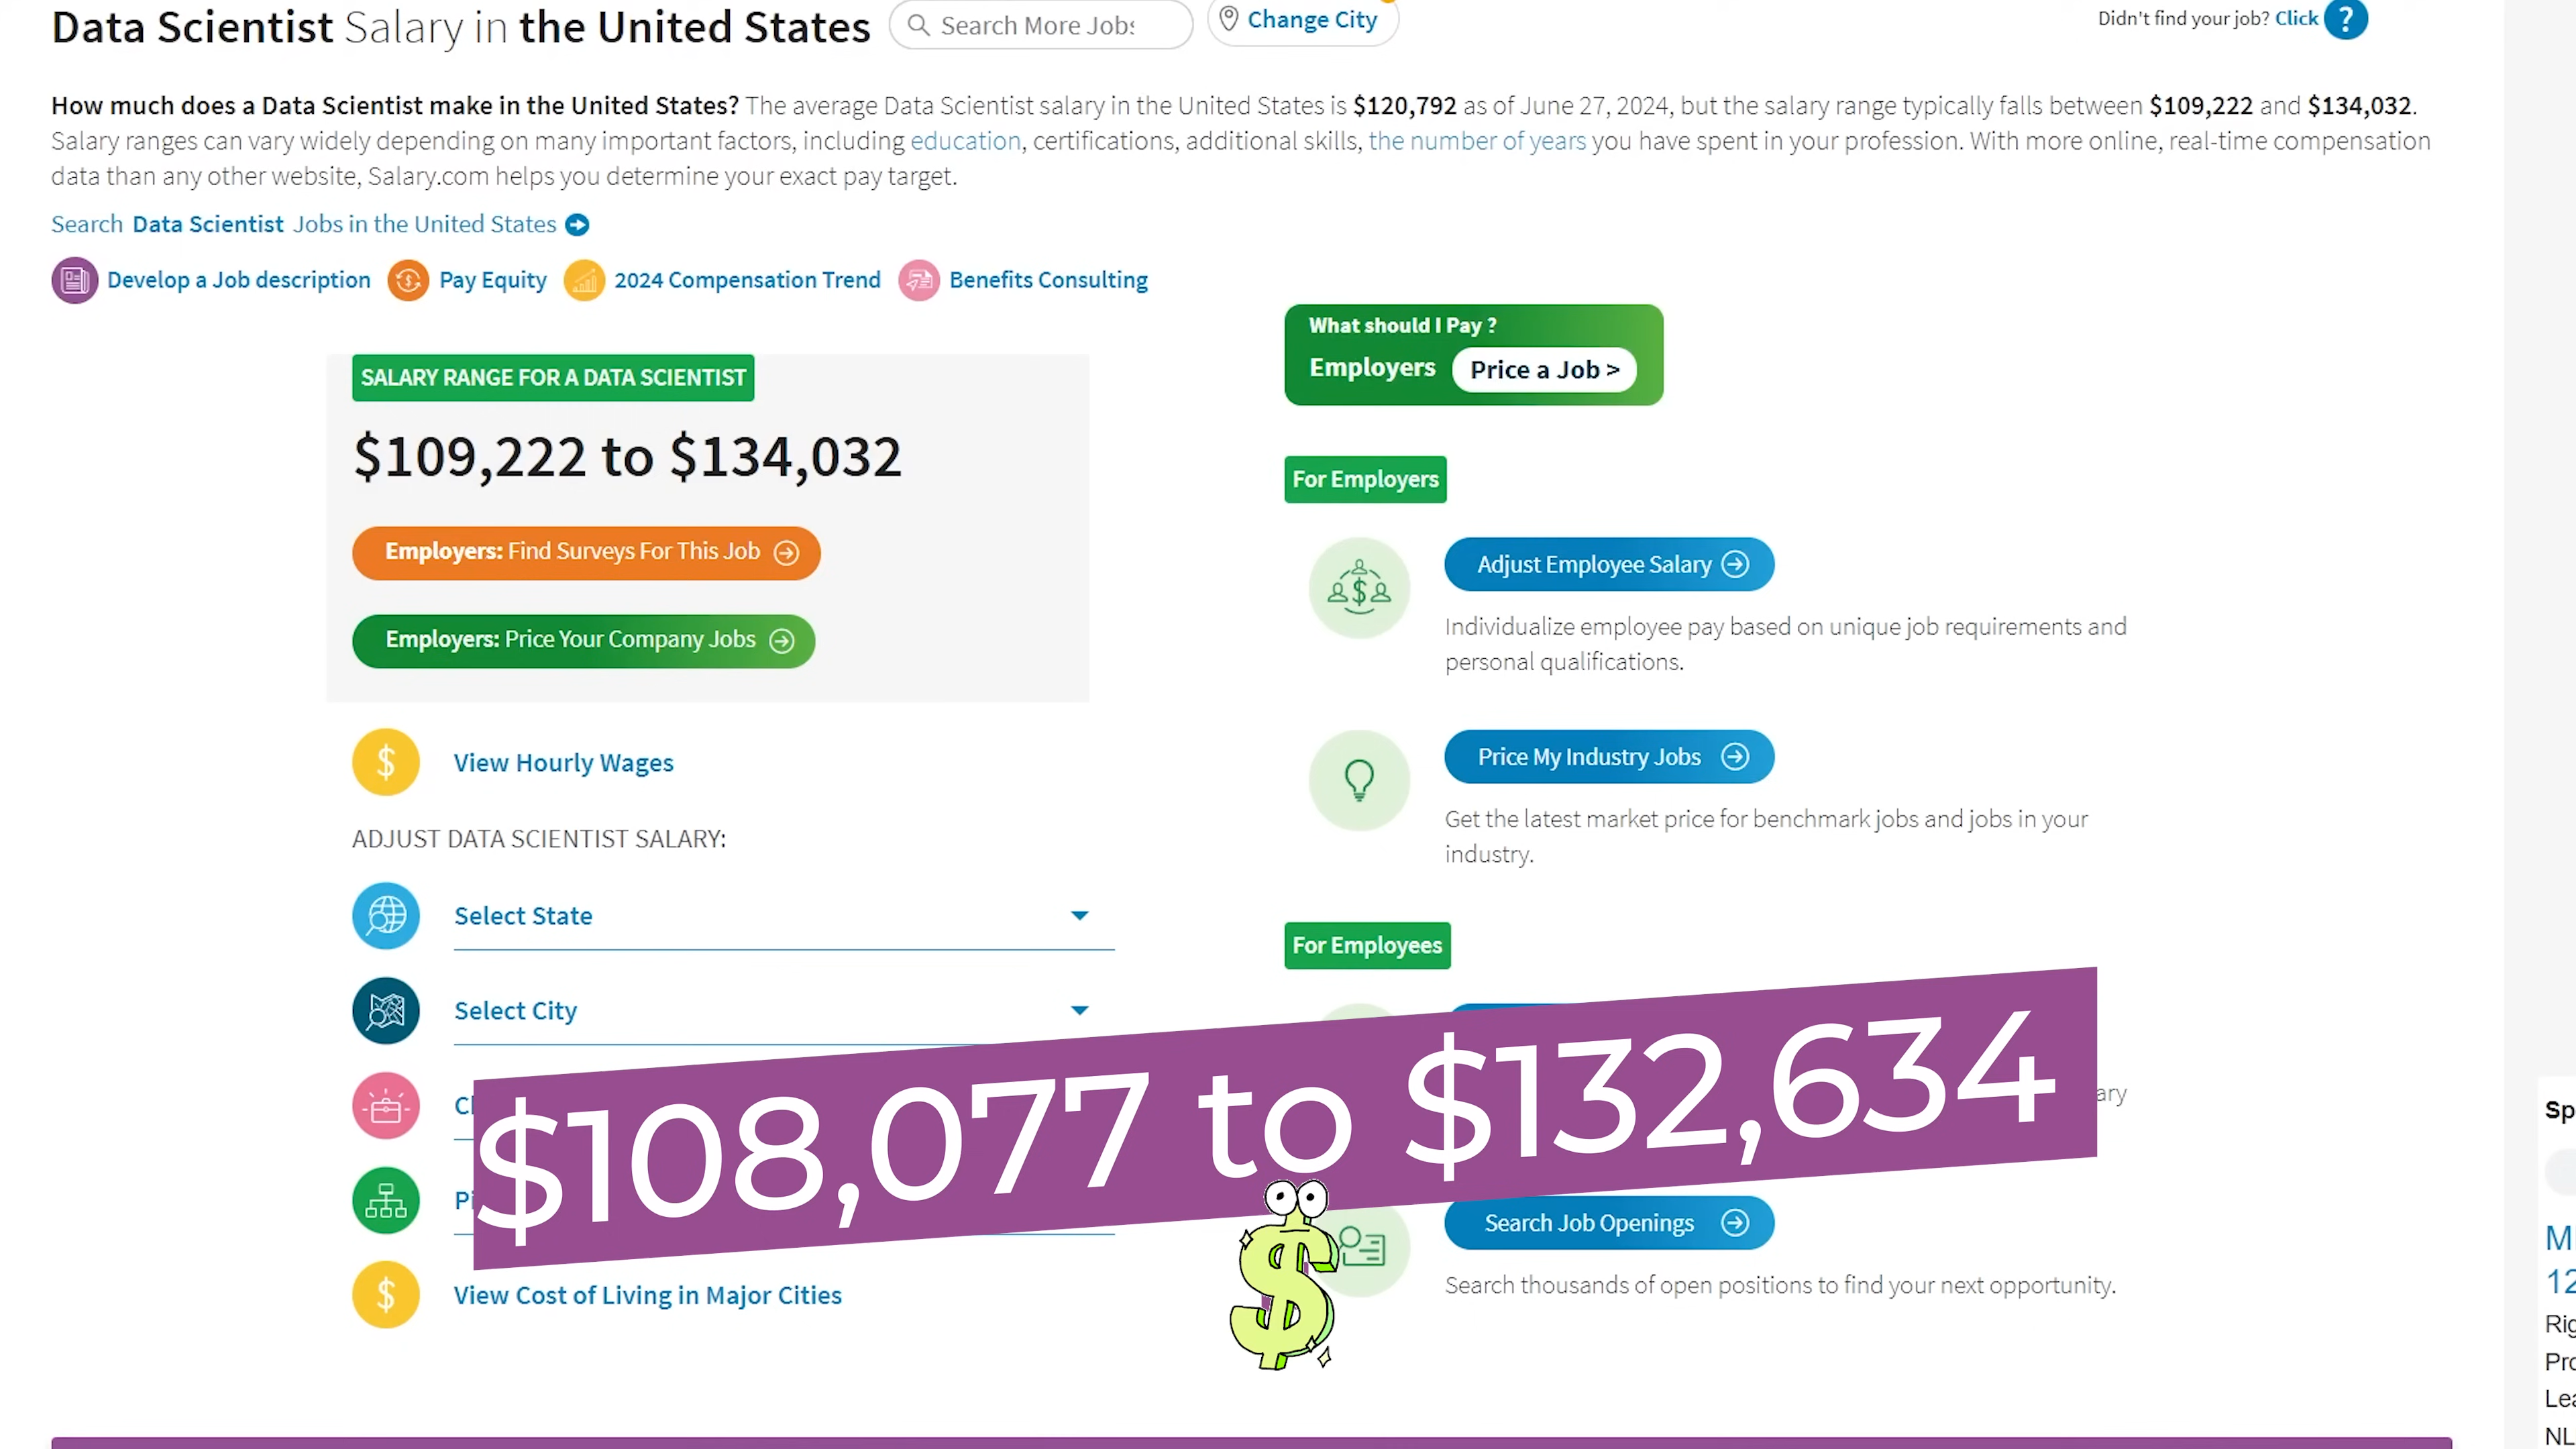 Data Scientist Salary in the United States
Search More Jobs
Change City
Didn't find your job? Click ?
How much does a Data Scientist make in the United States? The average Data Scientist salary in the United States is $120,792 as of June 27, 2024, but the salary range typically falls between $109,222 and $134,032.
Salary ranges can vary widely depending on many important factors, including education, certifications, additional skills, the number of years you have spent in your profession. With more online, real-time compensation
data than any other website, Salary.com helps you determine your exact pay target.
Search Data Scientist Jobs in the United States
Develop a Job description
Pay Equity
2024 Compensation Trend
Benefits Consulting
SALARY RANGE FOR A DATA SCIENTIST
$109,222 to $134,032
Employers: Find Surveys For This Job
Employers: Price Your Company Jobs
$ View Hourly Wages
ADJUST DATA SCIENTIST SALARY:
Select State
Select City
$ View Cost of Living in Major Cities
What should I Pay ?
Employers Price a Job >
For Employers
Adjust Employee Salary
Individualize employee pay based on unique job requirements and
personal qualifications.
Price My Industry Jobs
Get the latest market price for benchmark jobs and jobs in your
industry.
For Employees
$108,077 to $132,634
Search Job Openings
Search thousands of open positions to find your next opportunity.